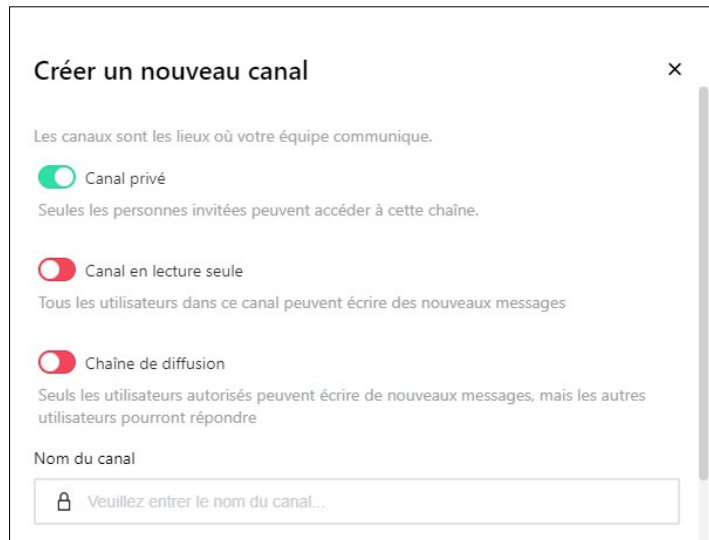 Créer un nouveau canal
Les canaux sont les lieux où votre équipe communique.
Canal privé
Seules les personnes invitées peuvent accéder à cette chaîne.
Canal en lecture seule
Tous les utilisateurs dans ce canal peuvent écrire des nouveaux messages
Chaîne de diffusion
Seuls les utilisateurs autorisés peuvent écrire de nouveaux messages, mais les autres
utilisateurs pourront répondre
Nom du canal
Veuillez entrer le nom du canal...